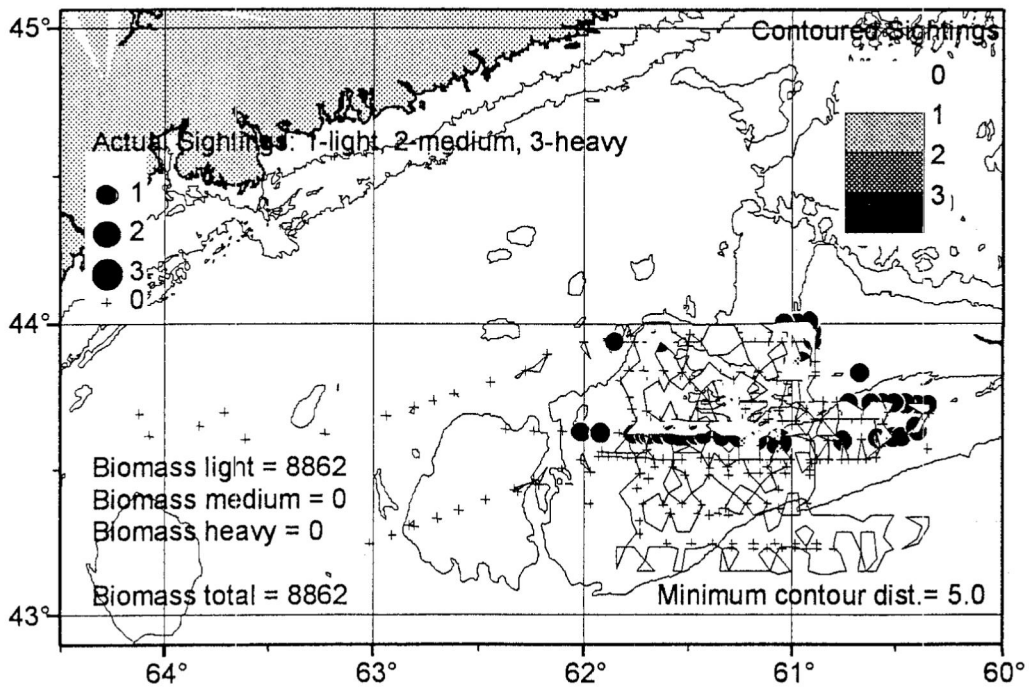 45°
Contoured Sightings
0
1
2
3
Actual Sightings: 1-light, 2-medium, 3-heavy
1
2
3
0
44°
Biomass light = 8862
Biomass medium = 0
Biomass heavy = 0
Biomass total = 8862
Minimum contour dist.= 5.0
43°
64° 63° 62° 61° 60°